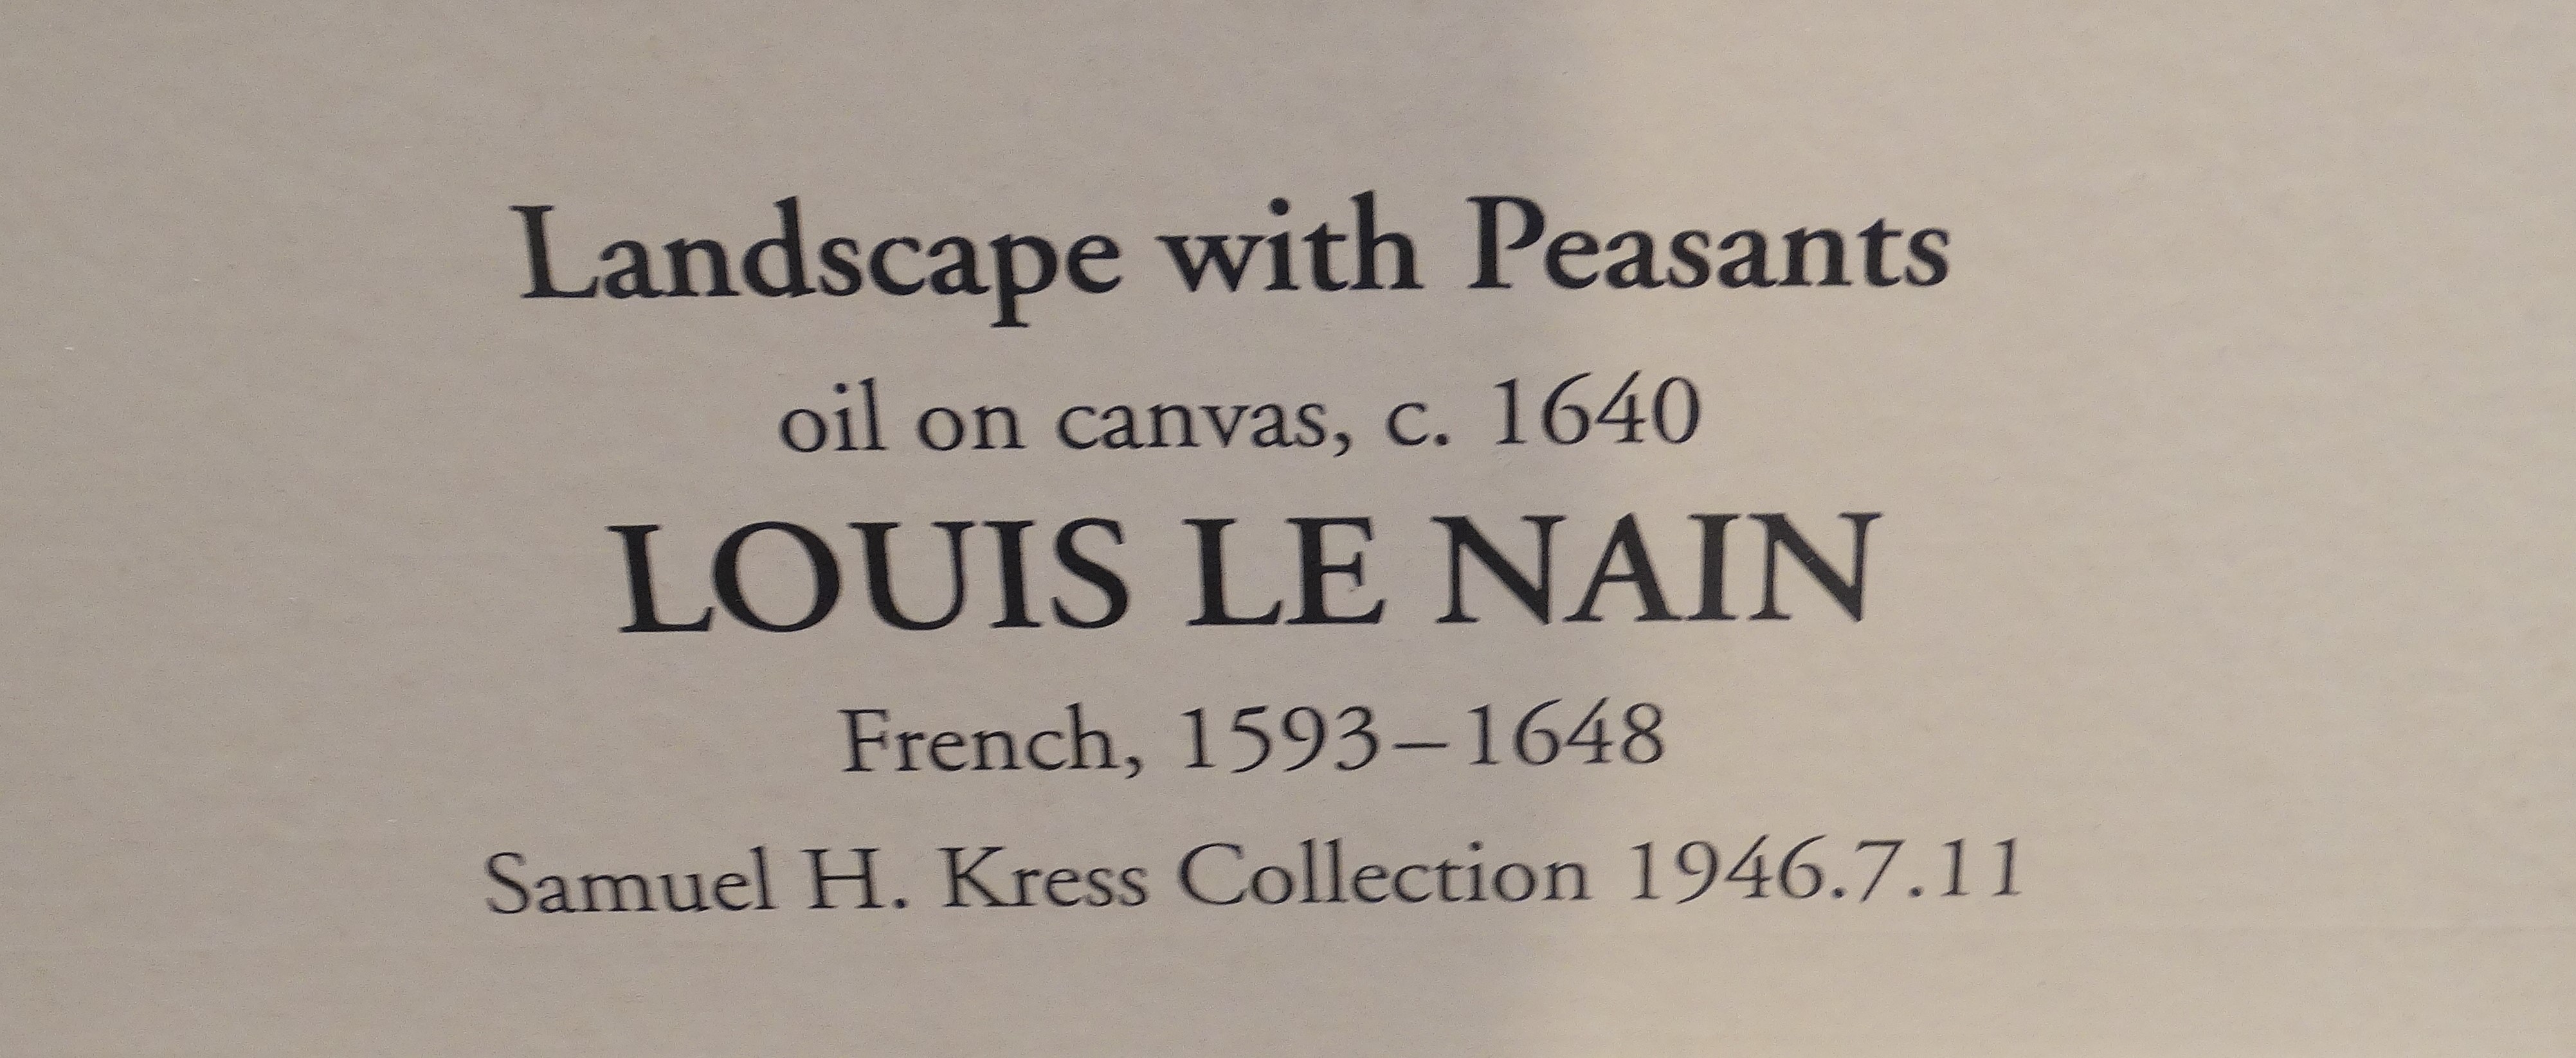 Landscape with Peasants
oil on canvas, c. 1640
LOUIS LE NAIN
French, 1593–1648
Samuel H. Kress Collection 1946.7.11